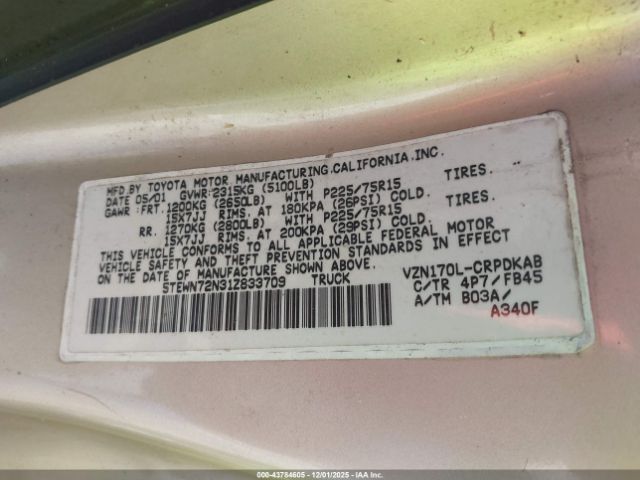 MFD.BY TOYOTA MOTOR MANUFACTURING.CALIFORNIA.INC.
DATE 05/01 GVWR:2315KG (5100LB)
GAWR:FRT.1200KG (2650LB) WITH P225/75R15 TIRES.
15X7JJ RIMS. AT 180KPA (26PSI) COLD.
RR. 1270KG (2800LB) WITH P225/75R15 TIRES.
15X7JJ RIMS. AT 200KPA (29PSI) COLD.
THIS VEHICLE CONFORMS TO ALL APPLICABLE FEDERAL MOTOR
VEHICLE SAFETY AND THEFT PREVENTION STANDARDS IN EFFECT
ON THE DATE OF MANUFACTURE SHOWN ABOVE.
5TEWN72N31Z833709 TRUCK
VZN170L-CRPDKAB
C/TR 4P7/FB45
A/TM B03A/
A340F
000-43784605 - 12/01/2025 - IAAI.COM